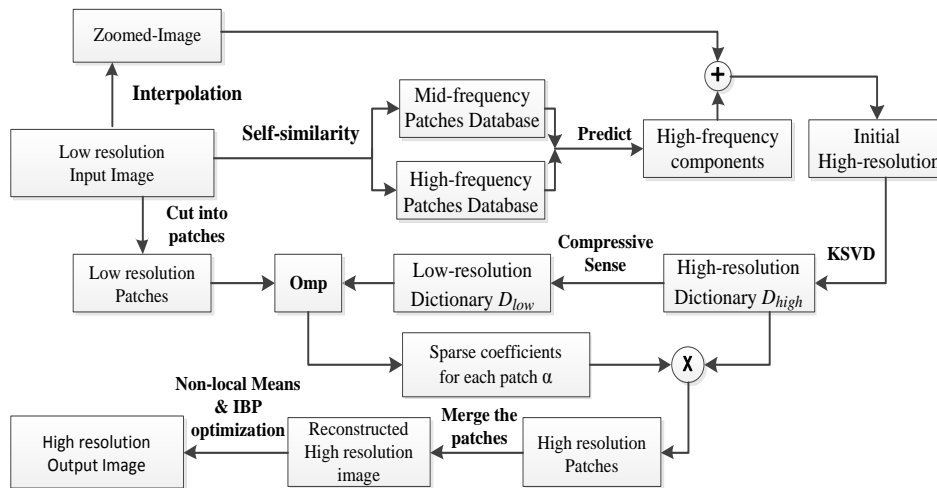 Zoomed-Image
+
Interpolation
Mid-frequency
Patches Database
Self-similarity
Predict
High-frequency
components
Initial
High-resolution
Low resolution
Input Image
High-frequency
Patches Database
Cut into
patches
Compressive
Sense
KSVD
Low resolution
Patches
Omp
Low-resolution
Dictionary Dlow
High-resolution
Dictionary Dhigh
Sparse coefficients
for each patch α
X
Non-local Means
& IBP
optimization
Merge the
patches
High resolution
Output Image
Reconstructed
High resolution
image
High resolution
Patches